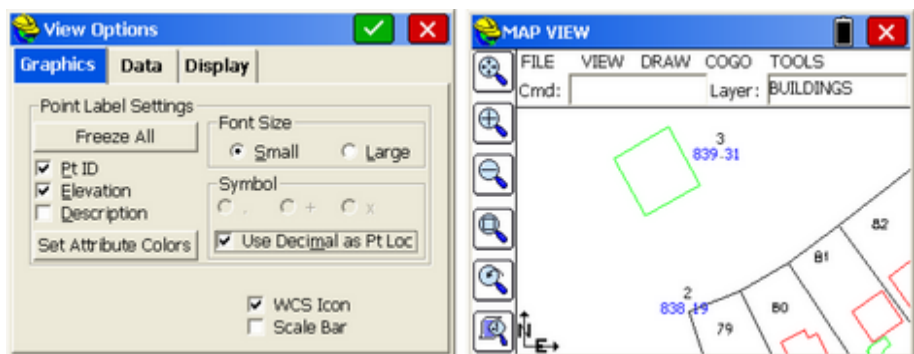 View Options
Graphics Data Display
Point Label Settings
Freeze All
Pt ID
Elevation
Description
Set Attribute Colors
Font Size
Small Large
Symbol
. + x
Use Decimal as Pt Loc
WCS Icon
Scale Bar
MAP VIEW
FILE VIEW DRAW COGO TOOLS
Cmd: Layer: BUILDINGS
3
839.31
82
81
2
838.19
80
79
N
E